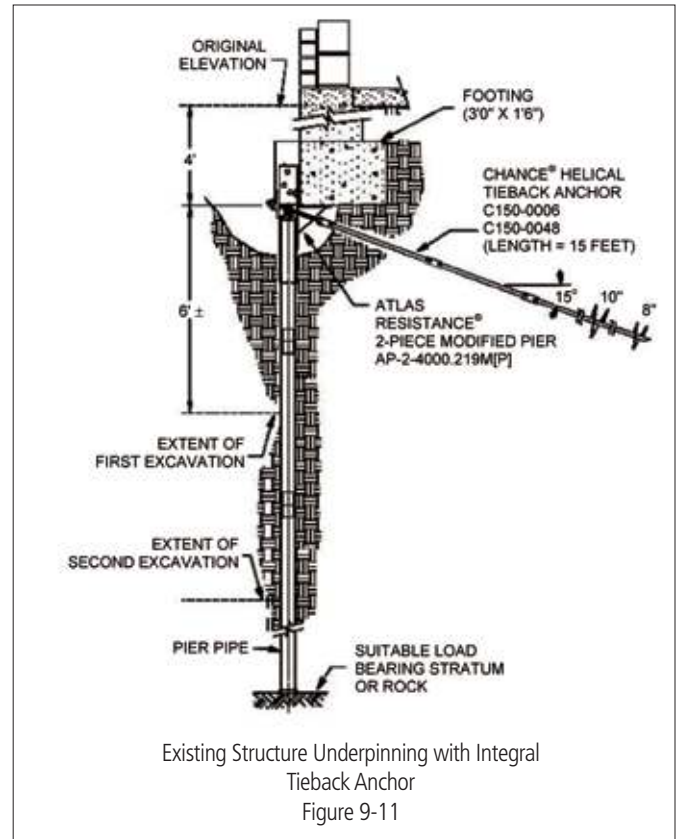 ORIGINAL
ELEVATION
FOOTING
(3'0" X 1'6")
4'
CHANCE® HELICAL
TIEBACK ANCHOR
C150-0006
C150-0048
(LENGTH = 15 FEET)
15°
10"
8"
ATLAS
RESISTANCE®
2-PIECE MODIFIED PIER
AP-2-4000.219M[P]
6' ±
EXTENT OF
FIRST EXCAVATION
EXTENT OF
SECOND EXCAVATION
PIER PIPE
SUITABLE LOAD
BEARING STRATUM
OR ROCK
Existing Structure Underpinning with Integral
Tieback Anchor
Figure 9-11